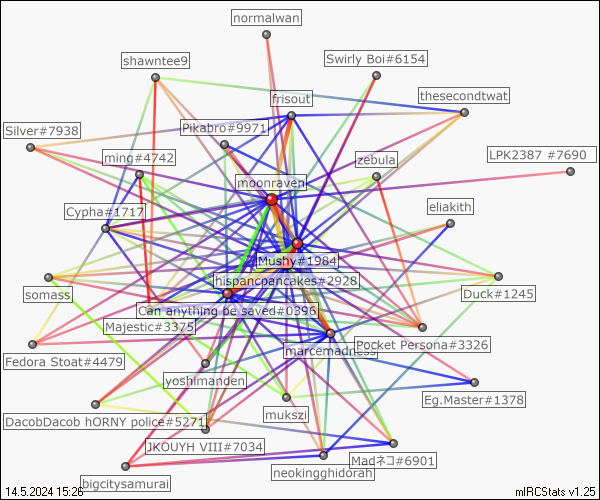 normalwan
Swirly Boi#6154
shawntee9
thesecondtwat
frisout
Silver#7938
Pikabro#9971
ming#4742
zebula
LPK2387 #7690
moonraven
Cypha#1717
eliakith
Mushy#1984
hispancpancakes#2928
somass
Duck#1245
Can anything be saved#0396
Majestic#3375
Pocket Persona#3326
Fedora Stoat#4479
marcemadness
yoshimanden
Eg.Master#1378
mukszi
DacobDacob hORNY police#5271
JKOUYH VIII#7034
Madネコ#6901
neokingghidorah
bigcitysamurai
14.5.2024 15:26
mIRCStats v1.25